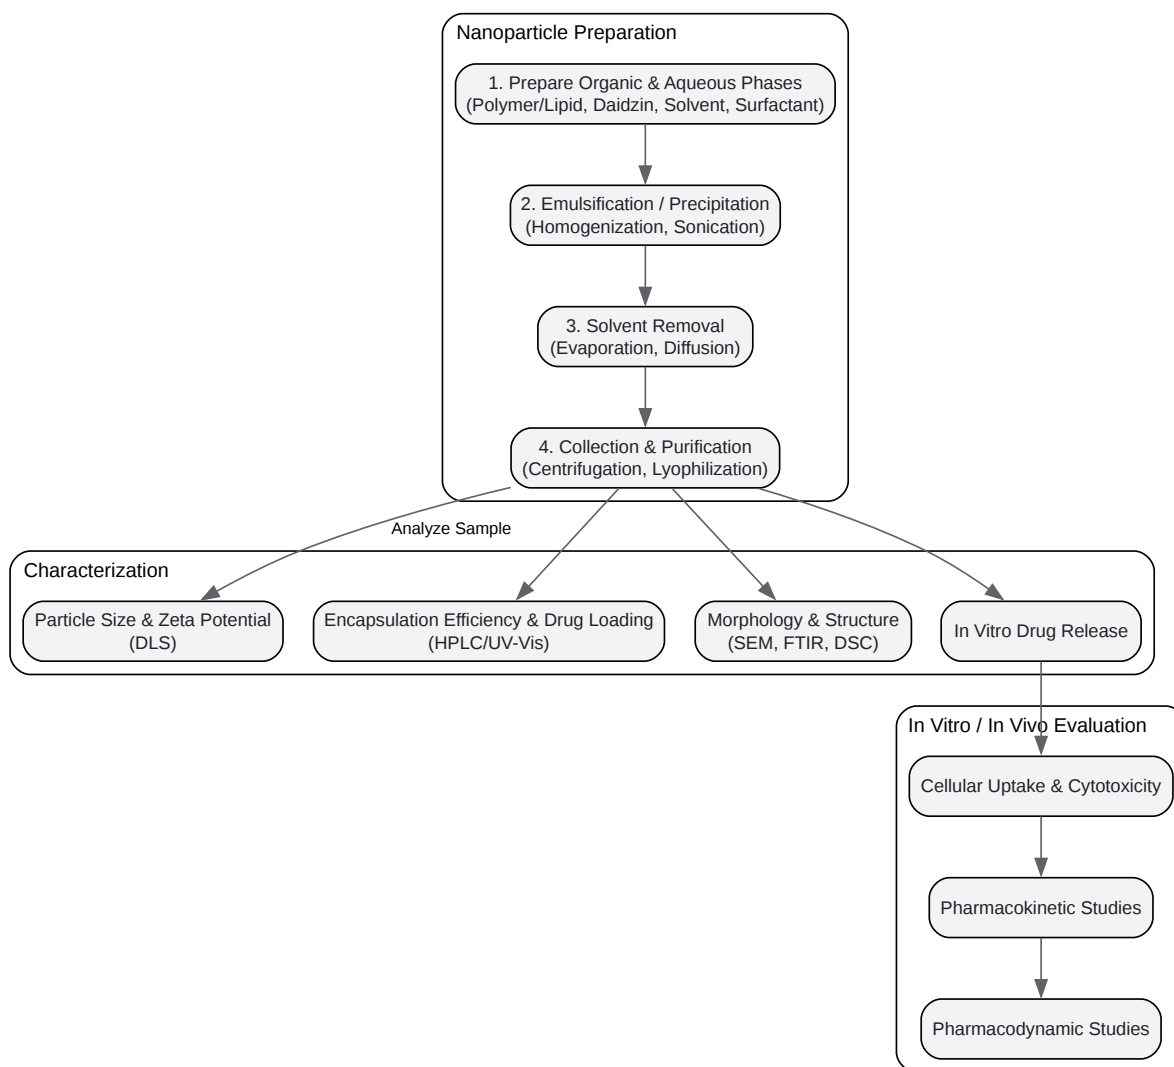 Nanoparticle Preparation
1. Prepare Organic & Aqueous Phases
(Polymer/Lipid, Daidzin, Solvent, Surfactant)
2. Emulsification / Precipitation
(Homogenization, Sonication)
3. Solvent Removal
(Evaporation, Diffusion)
4. Collection & Purification
(Centrifugation, Lyophilization)
Analyze Sample
Characterization
Particle Size & Zeta Potential
(DLS)
Encapsulation Efficiency & Drug Loading
(HPLC/UV-Vis)
Morphology & Structure
(SEM, FTIR, DSC)
In Vitro Drug Release
In Vitro / In Vivo Evaluation
Cellular Uptake & Cytotoxicity
Pharmacokinetic Studies
Pharmacodynamic Studies